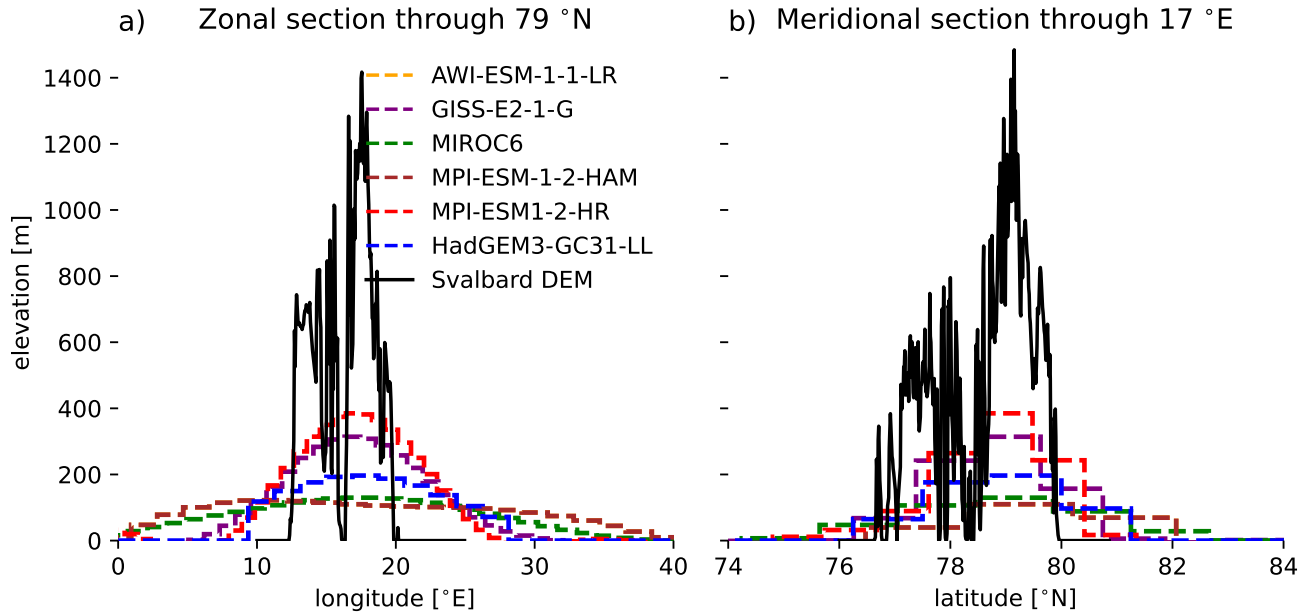 a) Zonal section through 79 °N
b) Meridional section through 17 °E
AWI-ESM-1-1-LR
GISS-E2-1-G
MIROC6
MPI-ESM-1-2-HAM
MPI-ESM1-2-HR
HadGEM3-GC31-LL
Svalbard DEM
elevation [m]
1400
1200
1000
800
600
400
200
0
0 10 20 30 40
longitude [°E]
74 76 78 80 82 84
latitude [°N]